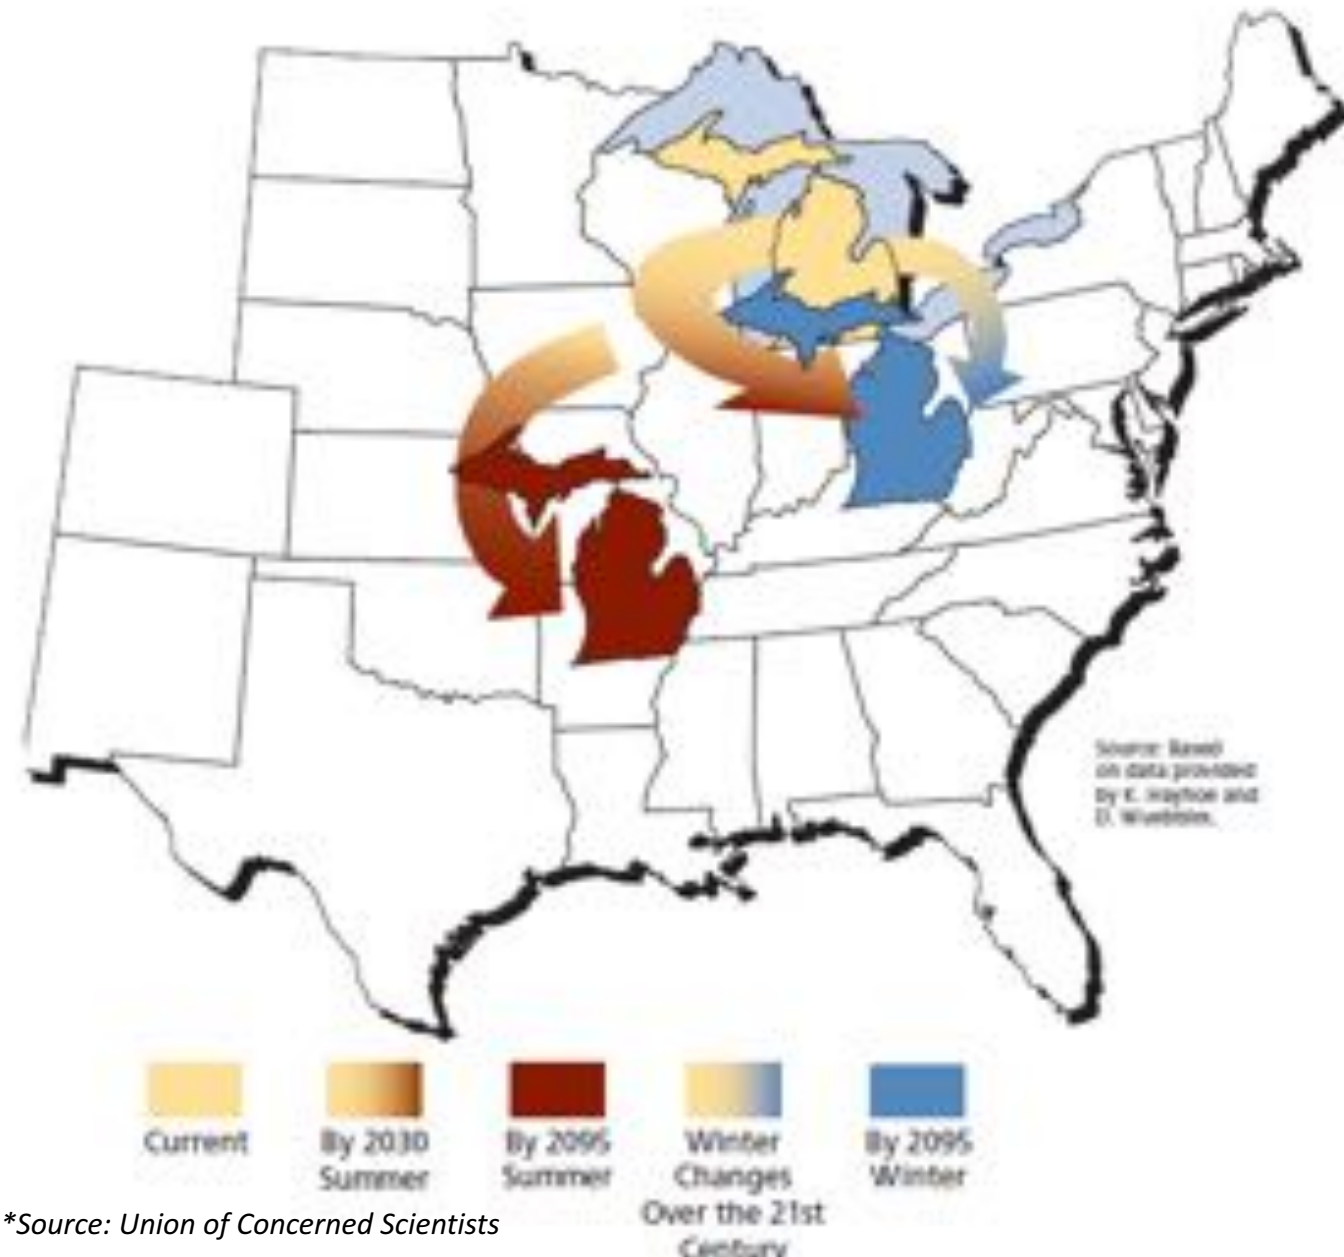 Source: Based
on data provided
by K. Hayhoe and
D.
Current
By 2030
Summer
By 2095
Summer
Winter
Changes
Over the 21st
Century
By 2095
Winter
*Source: Union of Concerned Scientists